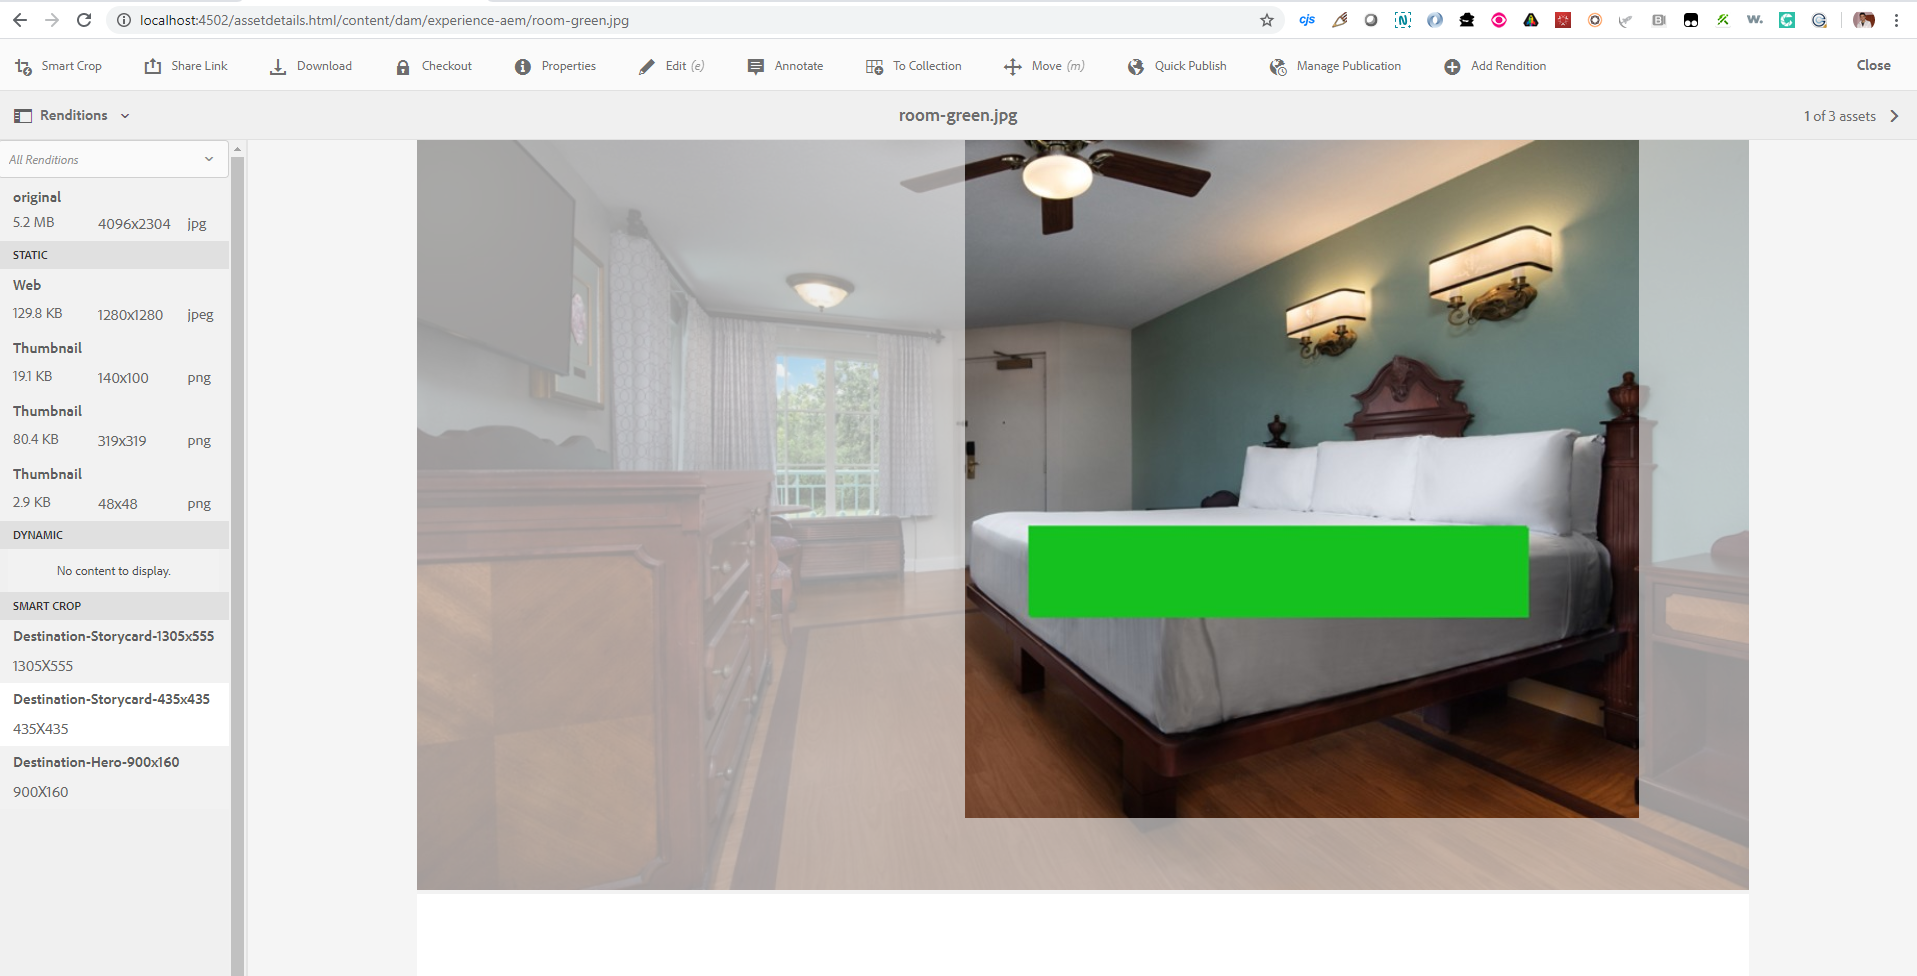 localhost:4502/assetdetails.html/content/dam/experience-aem/room-green.jpg
cjs
Smart Crop Share Link Download Checkout Properties Edit (e) Annotate To Collection Move (m) Quick Publish Manage Publication Add Rendition Close
Renditions room-green.jpg 1 of 3 assets
All Renditions
original
5.2 MB 4096x2304 jpg
STATIC
Web
129.8 KB 1280x1280 jpeg
Thumbnail
19.1 KB 140x100 png
Thumbnail
80.4 KB 319x319 png
Thumbnail
2.9 KB 48x48 png
DYNAMIC
No content to display.
SMART CROP
Destination-Storycard-1305x555
1305X555
Destination-Storycard-435x435
435X435
Destination-Hero-900x160
900X160